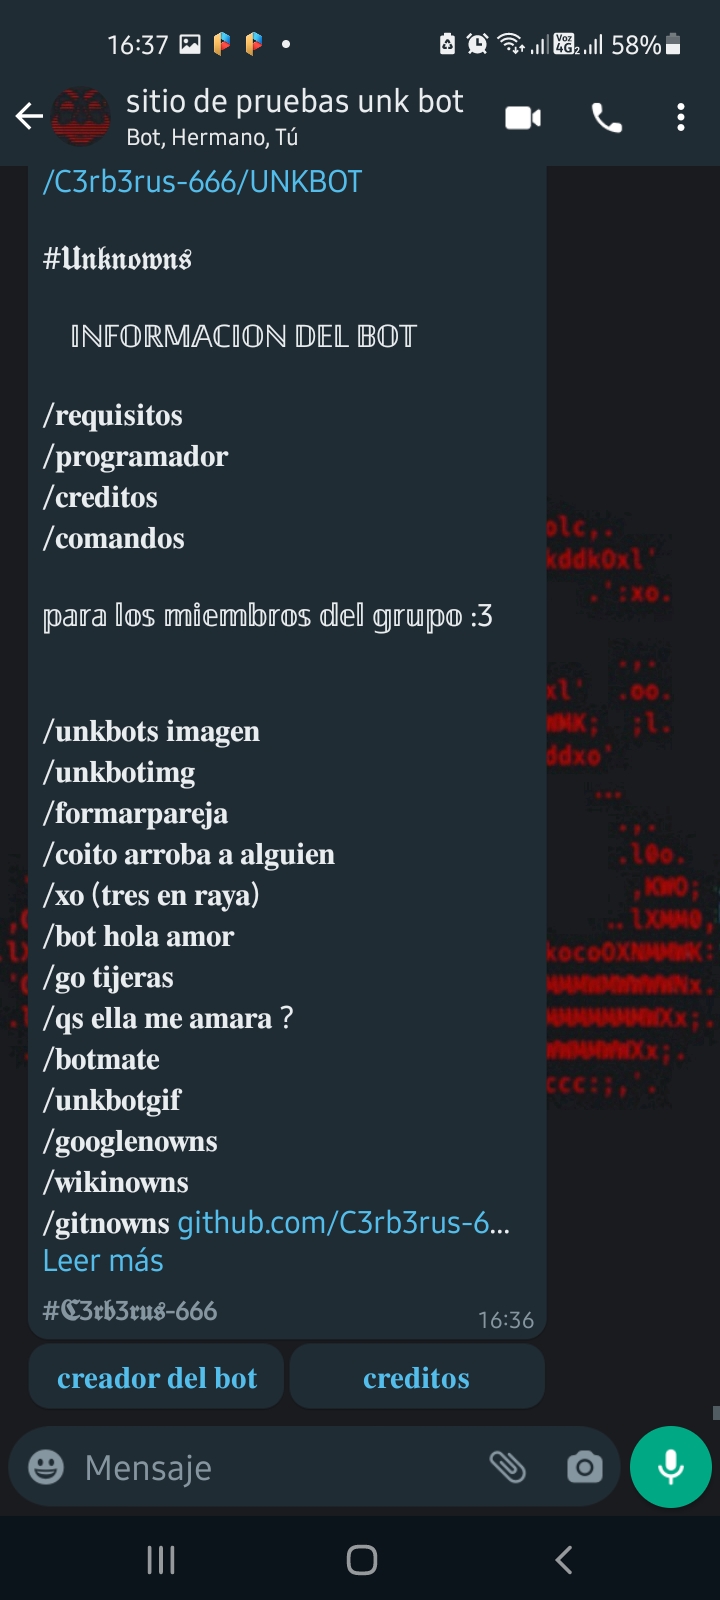 16:37
Voz 4G2 58%
sitio de pruebas unk bot
Bot, Hermano, Tú
/C3rb3rus-666/UNKBOT
#𝖀𝖓𝖐𝖓𝖔𝖜𝖓𝖘
𝕀ℕ𝔽𝕆ℝ𝕄𝔸ℂ𝕀𝕆ℕ 𝔻𝔼𝕃 𝔹𝕆𝕋
/requisitos
/programador
/creditos
/comandos
𝕡𝕒𝕣𝕒 𝕝𝕠𝕤 𝕞𝕚𝕖𝕞𝕓𝕣𝕠𝕤 𝕕𝕖𝕝 𝕘𝕣𝕦𝕡𝕠 :3
/unkbots imagen
/unkbotimg
/formarpareja
/coito arroba a alguien
/xo (tres en raya)
/bot hola amor
/go tijeras
/qs ella me amara ?
/botmate
/unkbotgif
/googlenowns
/wikinowns
/gitnowns github.com/C3rb3rus-6...
Leer más
#𝕮3𝖗𝖇3𝖗𝖚𝖘-666
16:36
creador del bot
creditos
Mensaje